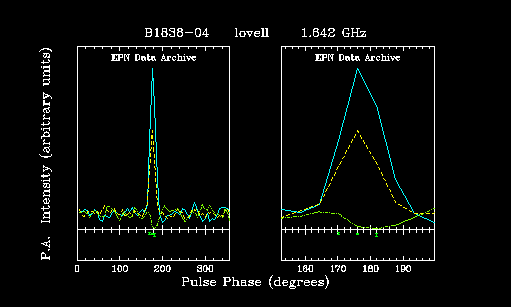 B1838-04 lovell 1.642 GHz
EPN Data Archive EPN Data Archive
P.A. Intensity (arbitrary units)
0 100 200 300 160 170 180 190
Pulse Phase (degrees)